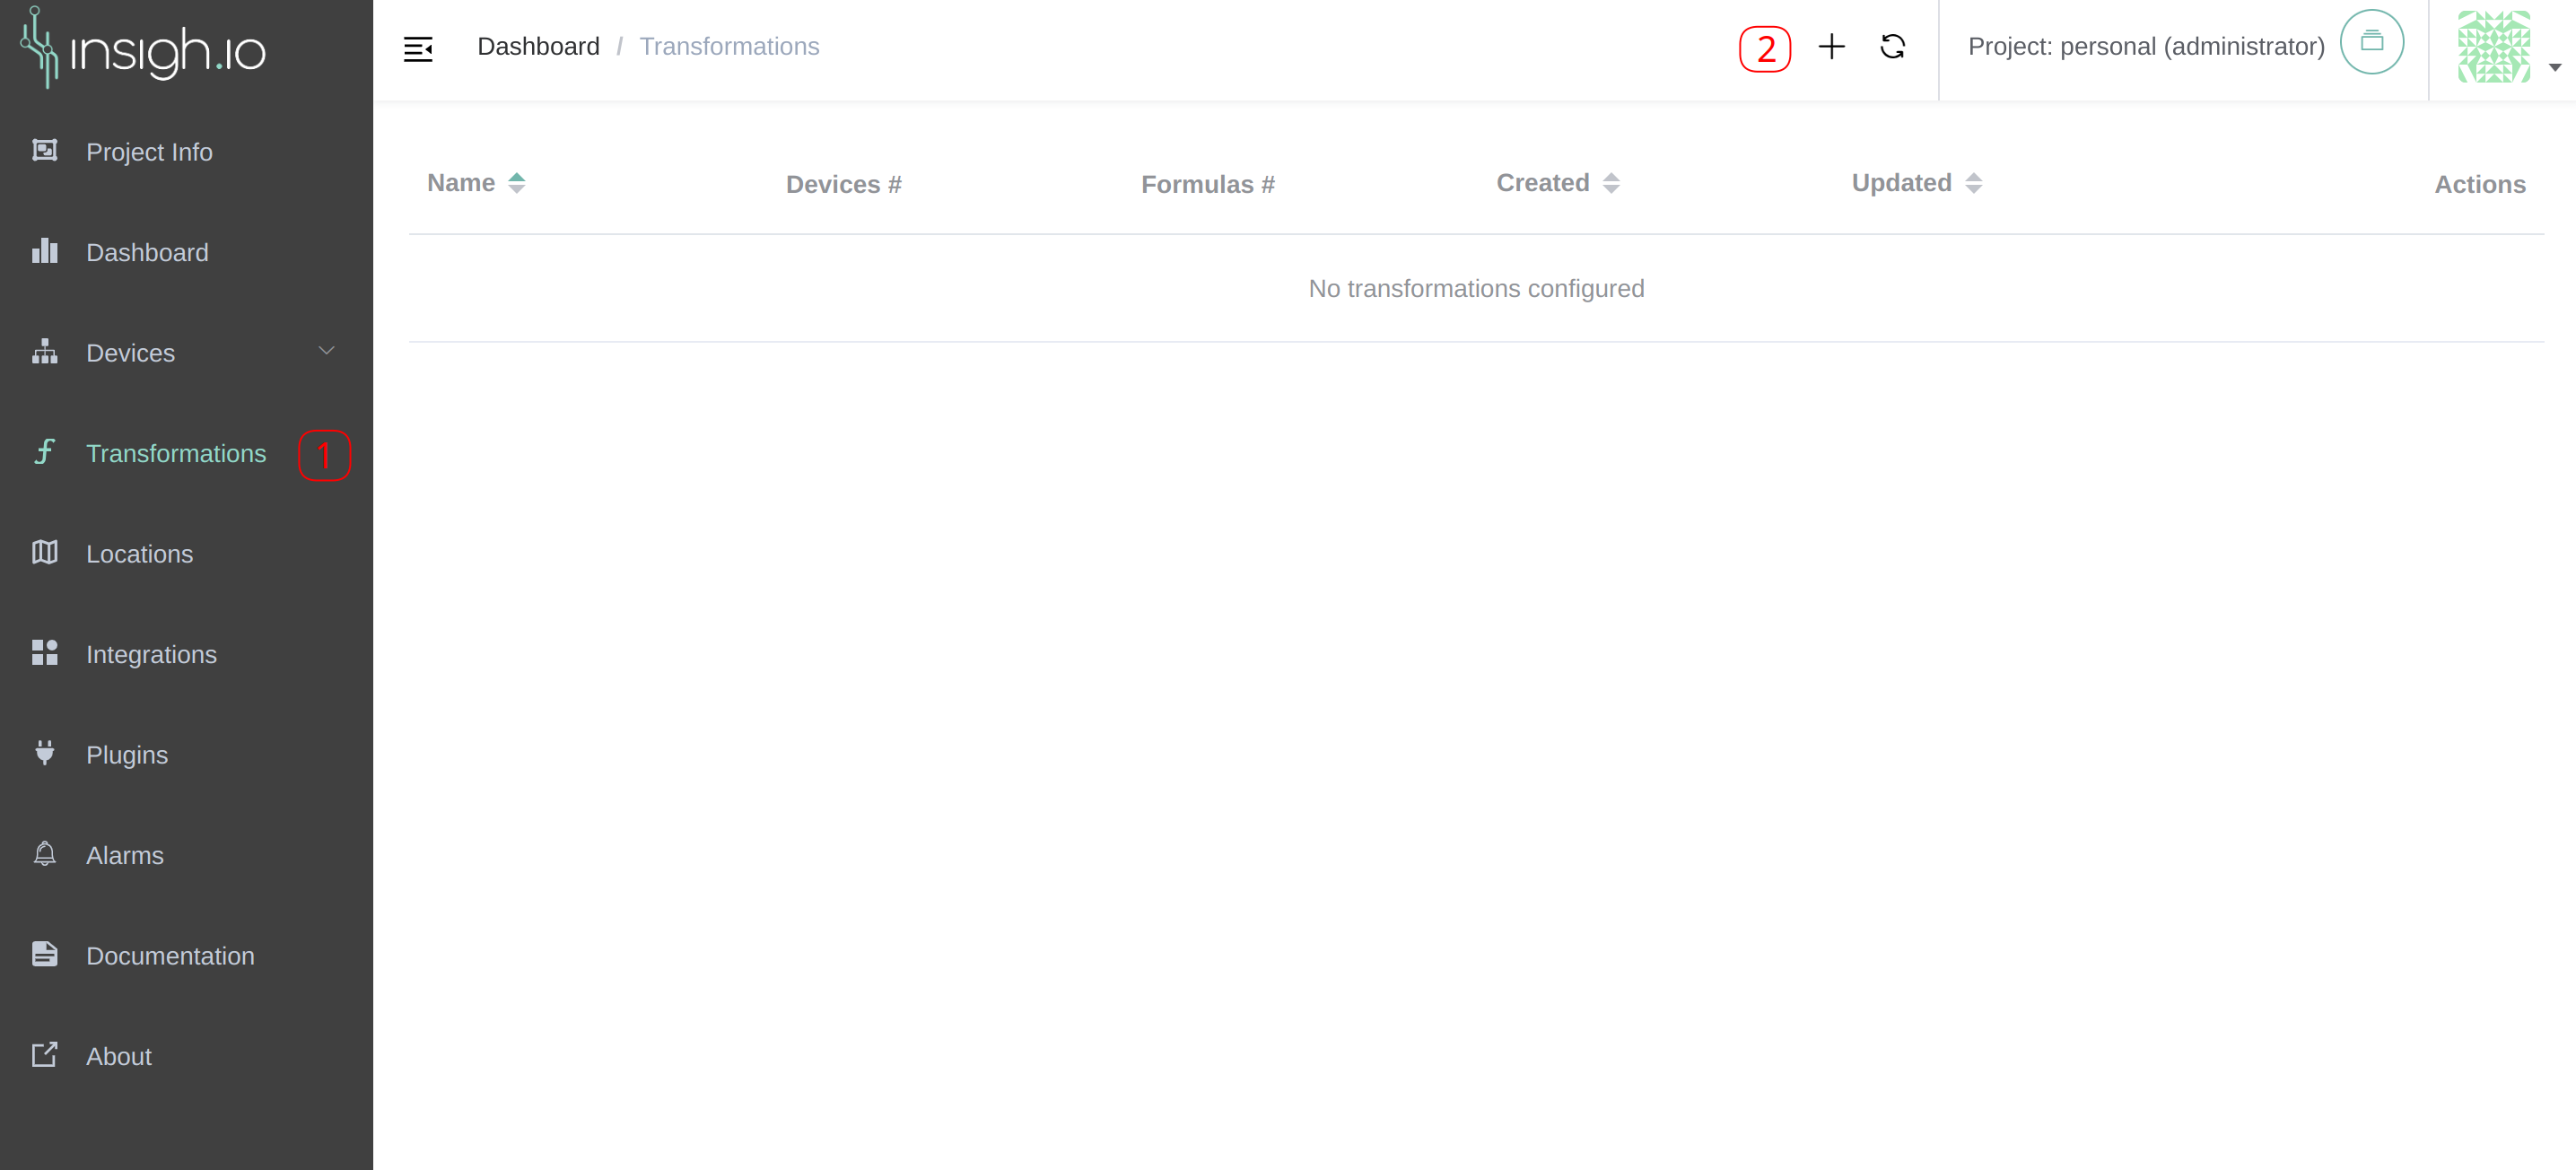 insigh.io
Dashboard / Transformations
2
Project: personal (administrator)
Project Info
Dashboard
Devices
Transformations 1
Locations
Integrations
Plugins
Alarms
Documentation
About
Name Devices # Formulas # Created Updated Actions
No transformations configured